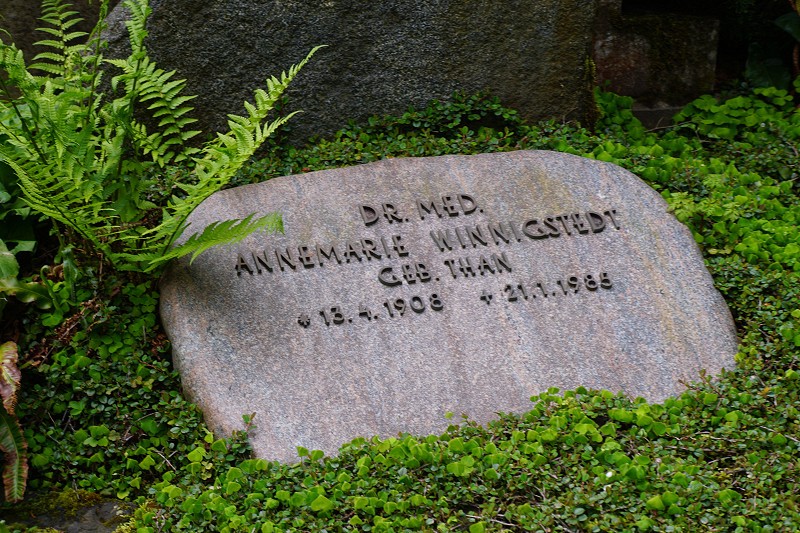 DR. MED.
ANNEMARIE WINNIGSTEDT
GEB. THAN
13.4.1908 21.1.1988